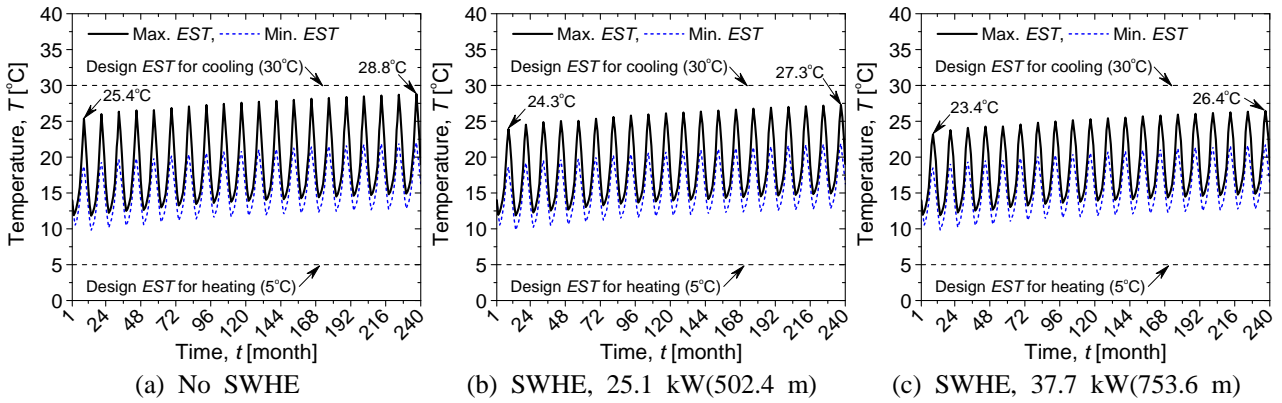 Max. EST, Min. EST
Design EST for cooling (30°C)
25.4°C
28.8°C
Design EST for heating (5°C)
Temperature, T [°C]
40
35
30
25
20
15
10
5
0
1 24 48 72 96 120 144 168 192 216 240
Time, t [month]
(a) No SWHE
Max. EST, Min. EST
Design EST for cooling (30°C)
24.3°C
27.3°C
Design EST for heating (5°C)
Temperature, T [°C]
40
35
30
25
20
15
10
5
0
1 24 48 72 96 120 144 168 192 216 240
Time, t [month]
(b) SWHE, 25.1 kW(502.4 m)
Max. EST, Min. EST
Design EST for cooling (30°C)
23.4°C
26.4°C
Design EST for heating (5°C)
Temperature, T [°C]
40
35
30
25
20
15
10
5
0
1 24 48 72 96 120 144 168 192 216 240
Time, t [month]
(c) SWHE, 37.7 kW(753.6 m)